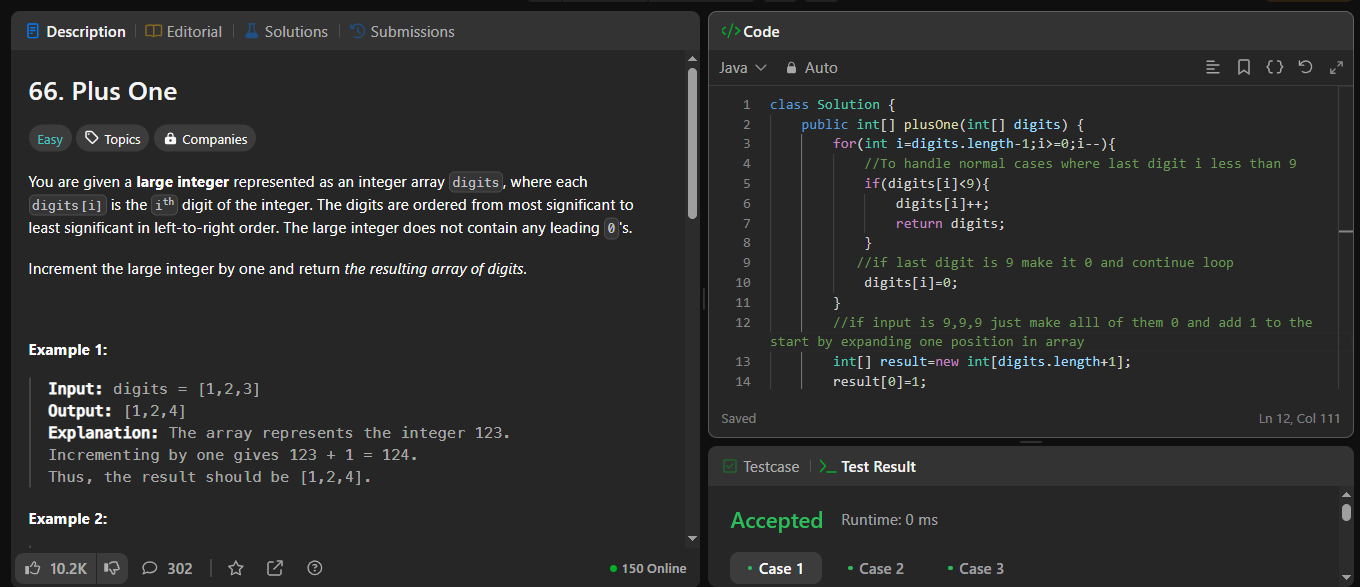 Description | Editorial | Solutions | Submissions
66. Plus One
Easy Topics Companies
You are given a large integer represented as an integer array digits, where each
digits[i] is the ith digit of the integer. The digits are ordered from most significant to
least significant in left-to-right order. The large integer does not contain any leading 0's.
Increment the large integer by one and return the resulting array of digits.
Example 1:
Input: digits = [1,2,3]
Output: [1,2,4]
Explanation: The array represents the integer 123.
Incrementing by one gives 123 + 1 = 124.
Thus, the result should be [1,2,4].
Example 2:
10.2K 302 150 Online
</> Code
Java Auto
1 class Solution {
2 public int[] plusOne(int[] digits) {
3 for(int i=digits.length-1;i>=0;i--){
4 //To handle normal cases where last digit i less than 9
5 if(digits[i]<9){
6 digits[i]++;
7 return digits;
8 }
9 //if last digit is 9 make it 0 and continue loop
10 digits[i]=0;
11 }
12 //if input is 9,9,9 just make alll of them 0 and add 1 to the
start by expanding one position in array
13 int[] result=new int[digits.length+1];
14 result[0]=1;
Saved Ln 12, Col 111
Testcase | >_ Test Result
Accepted Runtime: 0 ms
• Case 1 • Case 2 • Case 3